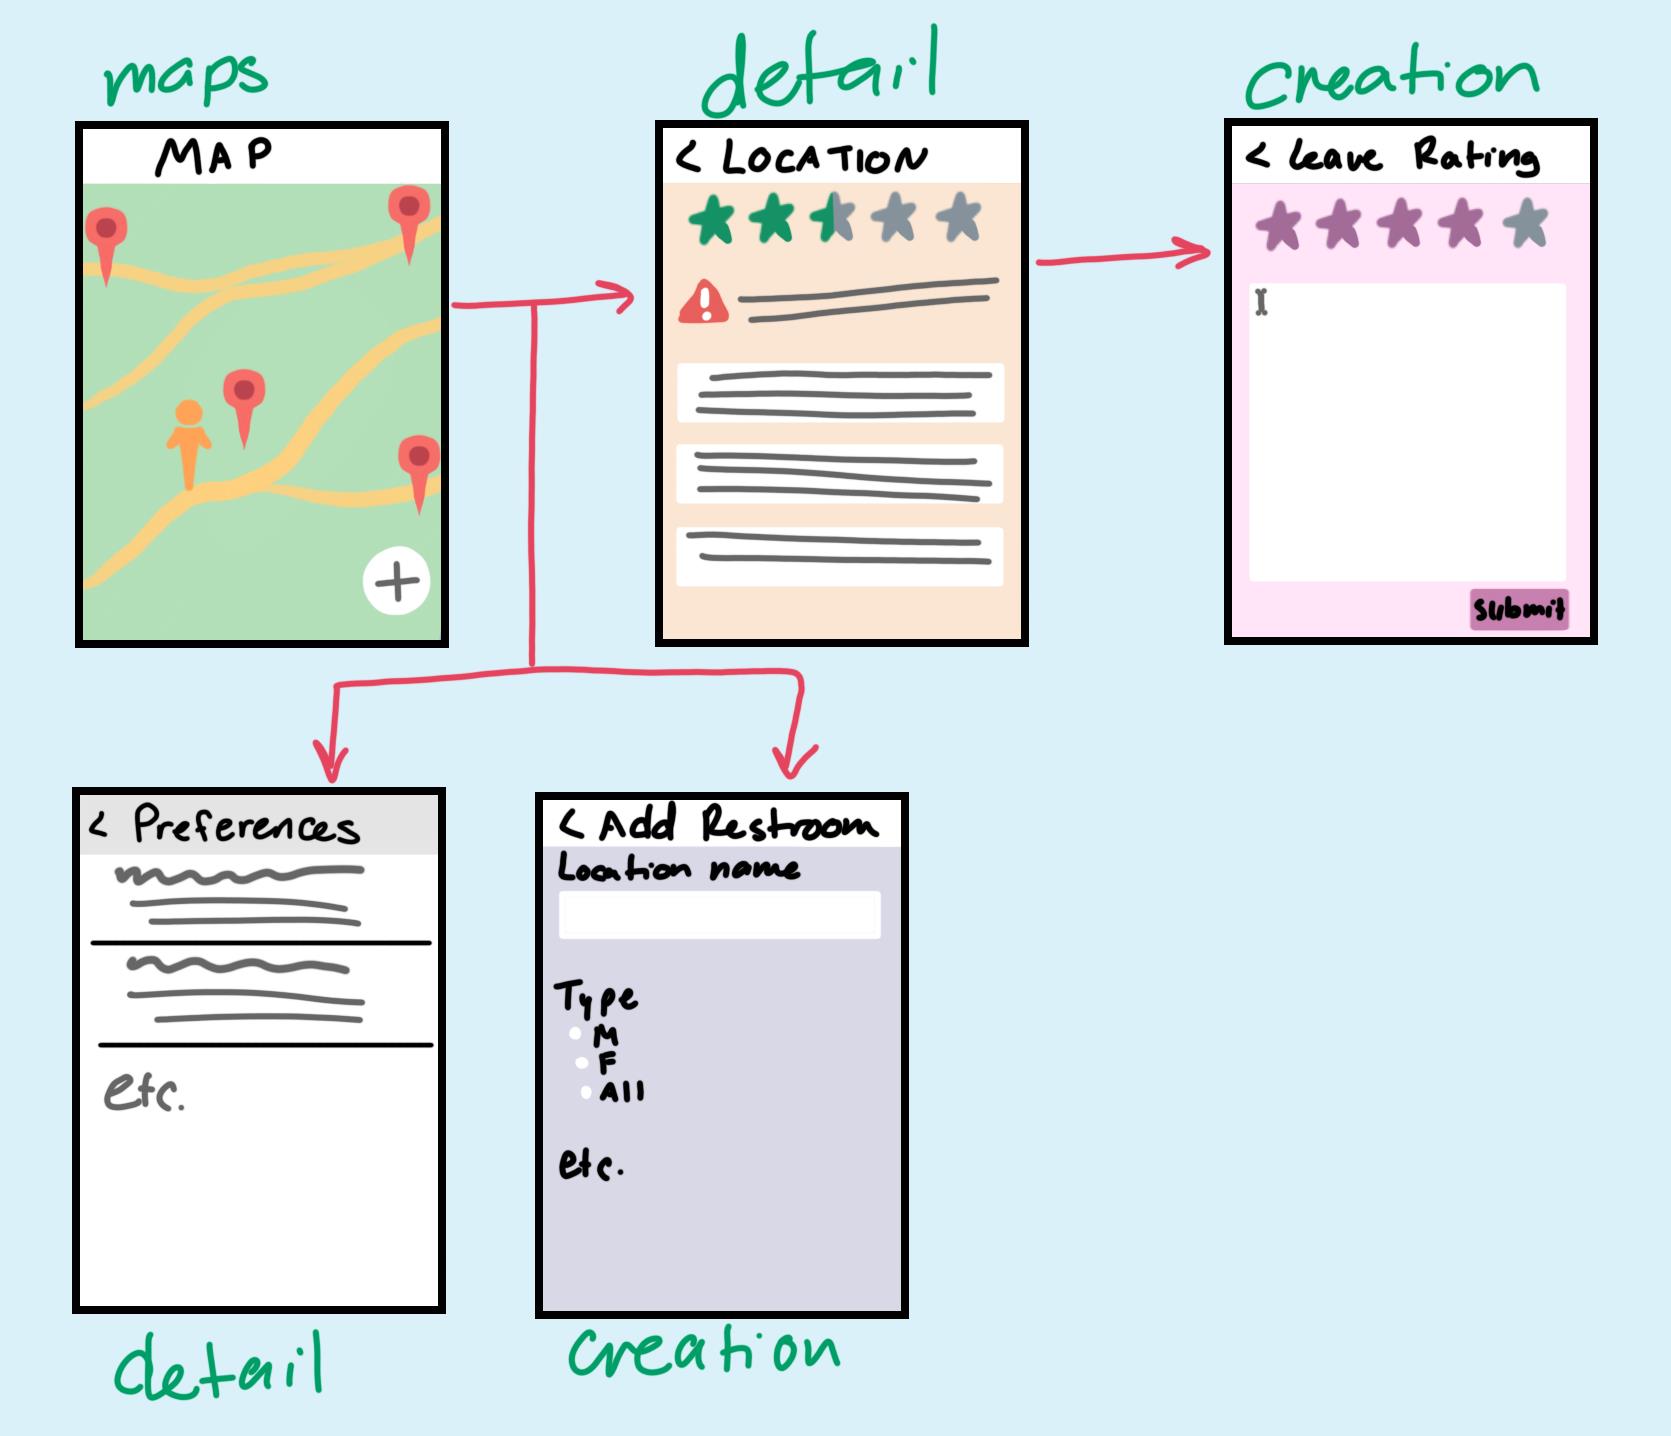 maps
detail
creation
MAP
< LOCATION
< leave Rating
!
+
submit
< Preferences
etc.
detail
< Add Restroom
Location name
Type
M
F
All
etc.
creation